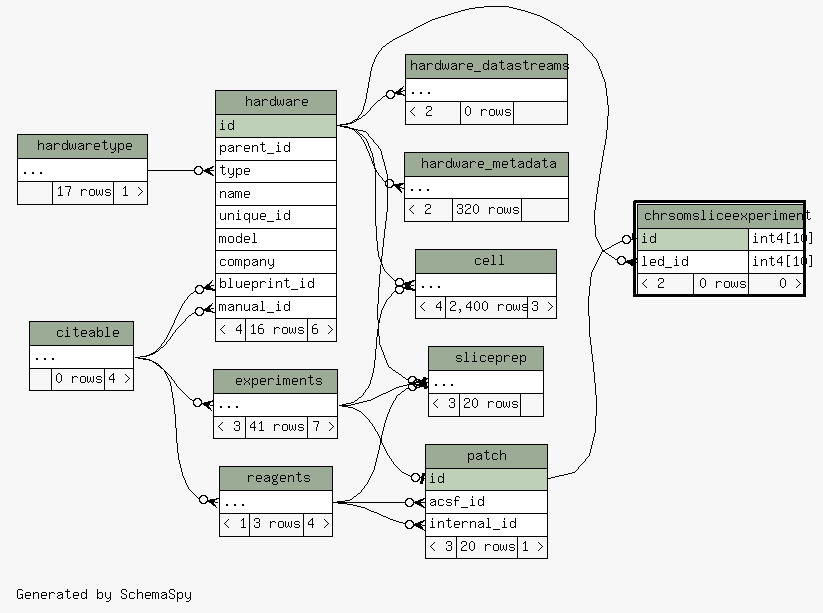 hardwaretype
...
17 rows 1 >
citeable
...
0 rows 4 >
hardware
id
parent_id
type
name
unique_id
model
company
blueprint_id
manual_id
< 4 16 rows 6 >
experiments
...
< 3 41 rows 7 >
reagents
...
< 1 3 rows 4 >
hardware_datastreams
...
< 2 0 rows
hardware_metadata
...
< 2 320 rows
cell
...
< 4 2,400 rows 3 >
sliceprep
...
< 3 20 rows
patch
id
acsf_id
internal_id
< 3 20 rows 1 >
chrsomsliceexperiment
id int4[10]
led_id int4[10]
< 2 0 rows 0 >
Generated by SchemaSpy